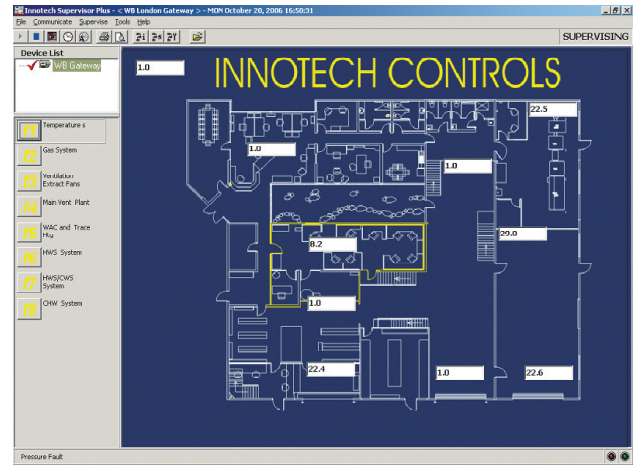 Innotech Supervisor Plus - < WB London Gateway > - MON October 20, 2006 16:50:31
File Communicate Supervise Tools Help
SUPERVISING
Device List
WB Gateway
f1 Temperature s
f2 Gas System
f3 Ventilation
Extract Fans
f4 Main Vent Plant
f5 WAC and Trace
Htg
f6 HWS System
f7 HWS/CWS
System
f8 CHW System
1.0
INNOTECH CONTROLS
22.5
1.0
1.0
29.0
8.2
1.0
22.4
1.0
22.6
Pressure Fault